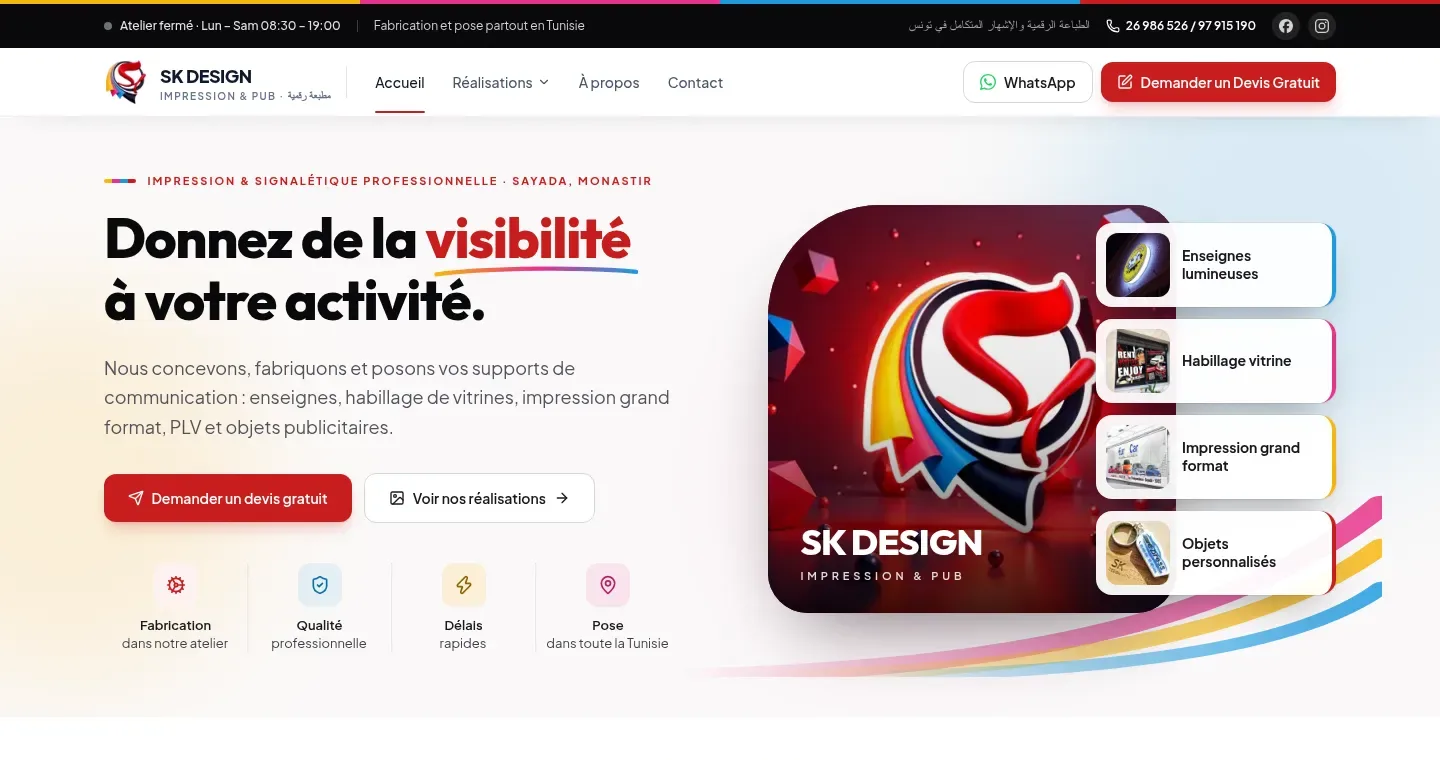 Atelier fermé · Lun – Sam 08:30 – 19:00
Fabrication et pose partout en Tunisie
الطباعة الرقمية والإشهار المتكامل في تونس
26 986 526 / 97 915 190
SK DESIGN
IMPRESSION & PUB · مطبعة رقمية
Accueil
Réalisations
À propos
Contact
WhatsApp
Demander un Devis Gratuit
IMPRESSION & SIGNALÉTIQUE PROFESSIONNELLE · SAYADA, MONASTIR
Donnez de la visibilité
à votre activité.
Nous concevons, fabriquons et posons vos supports de
communication : enseignes, habillage de vitrines, impression grand
format, PLV et objets publicitaires.
Demander un devis gratuit
Voir nos réalisations
Fabrication
dans notre atelier
Qualité
professionnelle
Délais
rapides
Pose
dans toute la Tunisie
SK DESIGN
IMPRESSION & PUB
Enseignes
lumineuses
RENT
ENJOY
Habillage vitrine
Car
Impression grand
format
SK
Objets
personnalisés